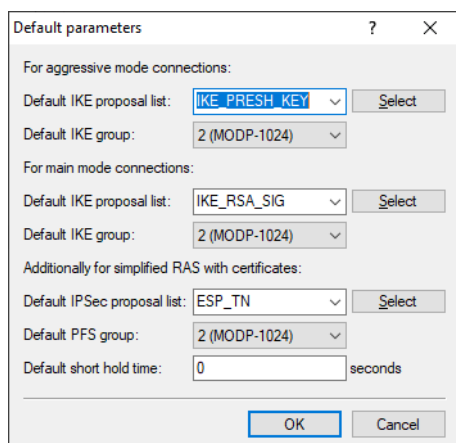 Default parameters ?
For aggressive mode connections:
Default IKE proposal list: IKE_PRESH_KEY Select
Default IKE group: 2 (MODP-1024)
For main mode connections:
Default IKE proposal list: IKE_RSA_SIG Select
Default IKE group: 2 (MODP-1024)
Additionally for simplified RAS with certificates:
Default IPSec proposal list: ESP_TN Select
Default PFS group: 2 (MODP-1024)
Default short hold time: 0 seconds
OK Cancel